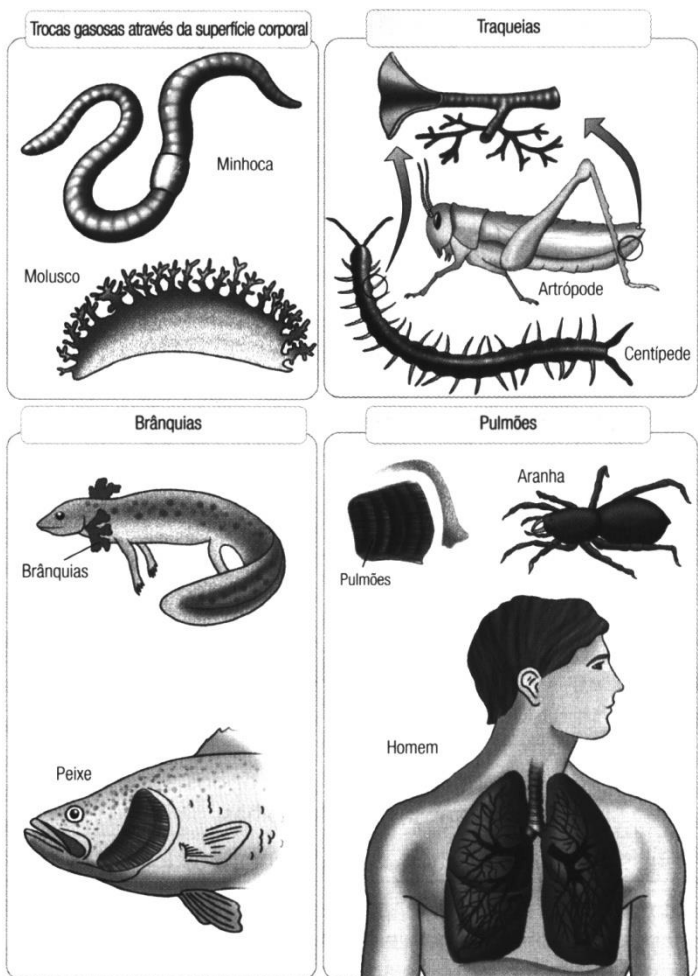 Trocas gasosas através da superfície corporal
Minhoca
Molusco
Traqueias
Artrópode
Centípede
Brânquias
Brânquias
Peixe
Pulmões
Aranha
Pulmões
Homem